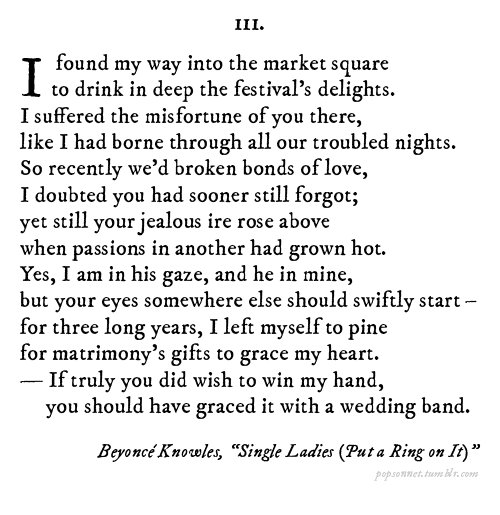 III.
I found my way into the market square
to drink in deep the festival's delights.
I suffered the misfortune of you there,
like I had borne through all our troubled nights.
So recently we'd broken bonds of love,
I doubted you had sooner still forgot;
yet still your jealous ire rose above
when passions in another had grown hot.
Yes, I am in his gaze, and he in mine,
but your eyes somewhere else should swiftly start –
for three long years, I left myself to pine
for matrimony's gifts to grace my heart.
— If truly you did wish to win my hand,
you should have graced it with a wedding band.
Beyoncé Knowles, “Single Ladies (Put a Ring on It)”
popsonnet.tumblr.com